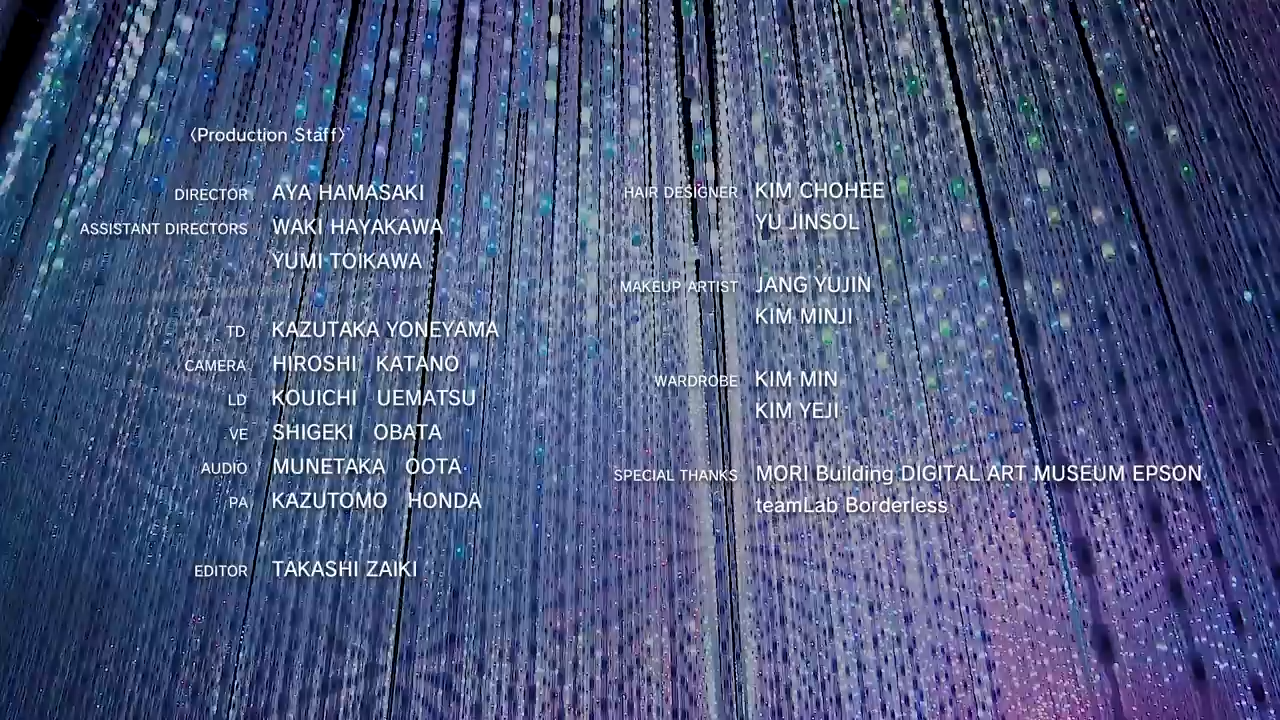 〈Production Staff〉
DIRECTOR AYA HAMASAKI
ASSISTANT DIRECTORS WAKI HAYAKAWA
YUMI TOIKAWA
TD KAZUTAKA YONEYAMA
CAMERA HIROSHI KATANO
LD KOUICHI UEMATSU
VE SHIGEKI OBATA
AUDIO MUNETAKA OOTA
PA KAZUTOMO HONDA
EDITOR TAKASHI ZAIKI
HAIR DESIGNER KIM CHOHEE
YU JINSOL
MAKEUP ARTIST JANG YUJIN
KIM MINJI
WARDROBE KIM MIN
KIM YEJI
SPECIAL THANKS MORI Building DIGITAL ART MUSEUM EPSON
teamLab Borderless